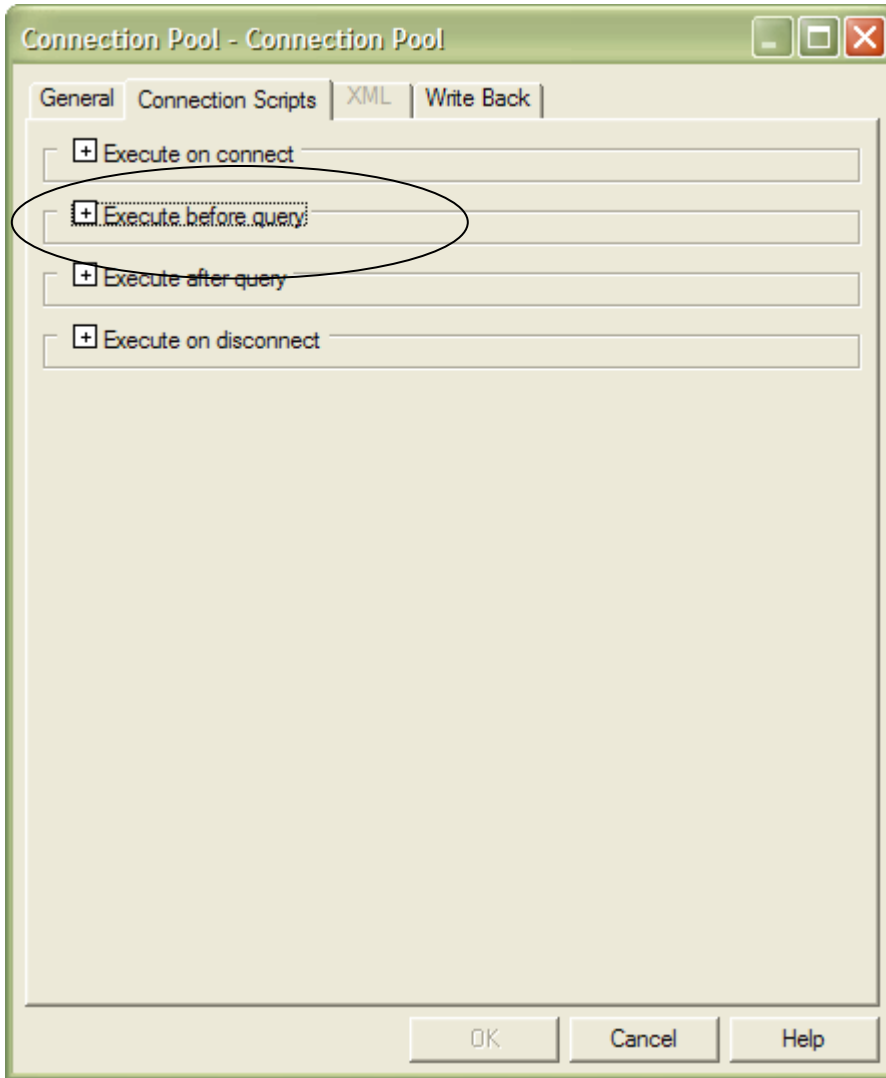 Connection Pool - Connection Pool
General Connection Scripts XML Write Back
Execute on connect
Execute before query
Execute after query
Execute on disconnect
OK Cancel Help